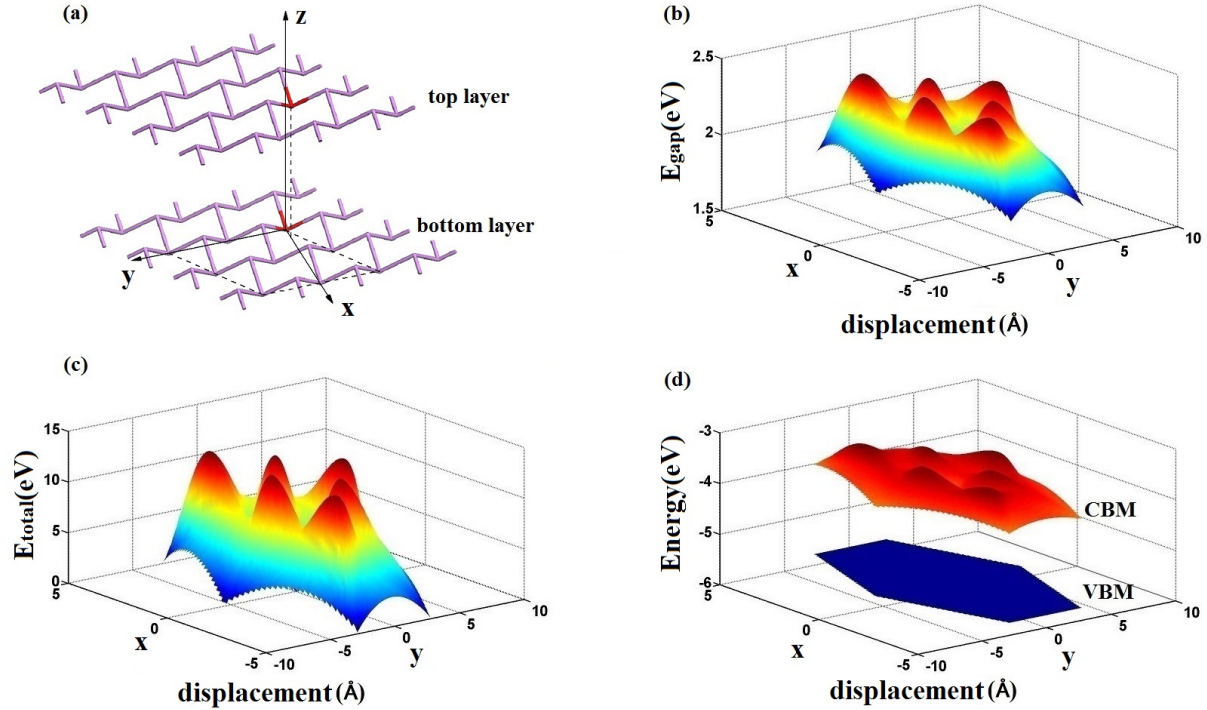 (a)
z
top layer
bottom layer
y
x
(b)
2.5
2
1.5
Egap(eV)
5
0
-5
x
-10
-5
0
5
10
y
displacement(Å)
(c)
15
10
5
0
Etotal(eV)
5
0
-5
x
-10
-5
0
5
10
y
displacement(Å)
(d)
-3
-4
-5
-6
Energy(eV)
CBM
VBM
5
0
-5
x
-10
-5
0
5
10
y
displacement(Å)